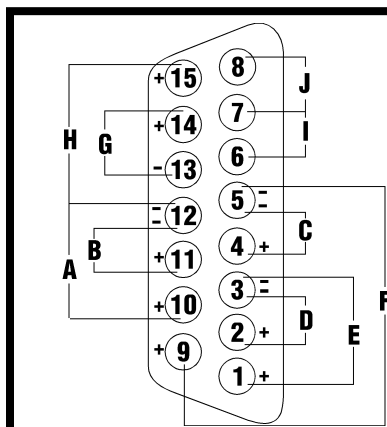 + 15 8
J
+ 14 7
H G I
- 13 6
= 12 5 =
B C
A + 11 4 +
F
3 =
+ 10 D
2 + E
+ 9
1 +